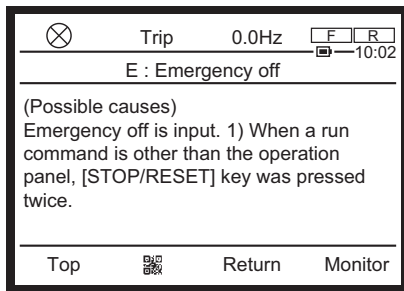 Trip 0.0Hz F R
10:02
E : Emergency off
(Possible causes)
Emergency off is input. 1) When a run
command is other than the operation
panel, [STOP/RESET] key was pressed
twice.
Top Return Monitor